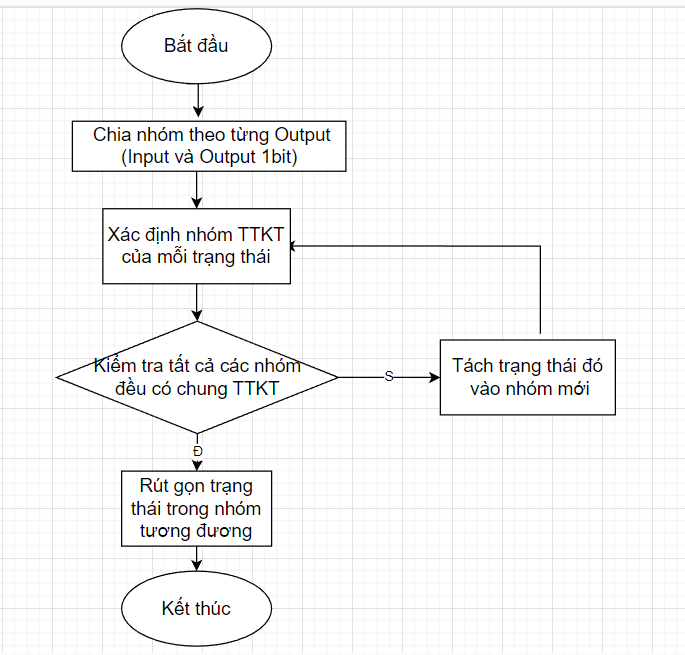 Bắt đầu
Chia nhóm theo từng Output
(Input và Output 1bit)
Xác định nhóm TTKT
của mỗi trạng thái
Kiểm tra tất cả các nhóm
đều có chung TTKT
S
Tách trạng thái đó
vào nhóm mới
Đ
Rút gọn trạng
thái trong nhóm
tương đương
Kết thúc